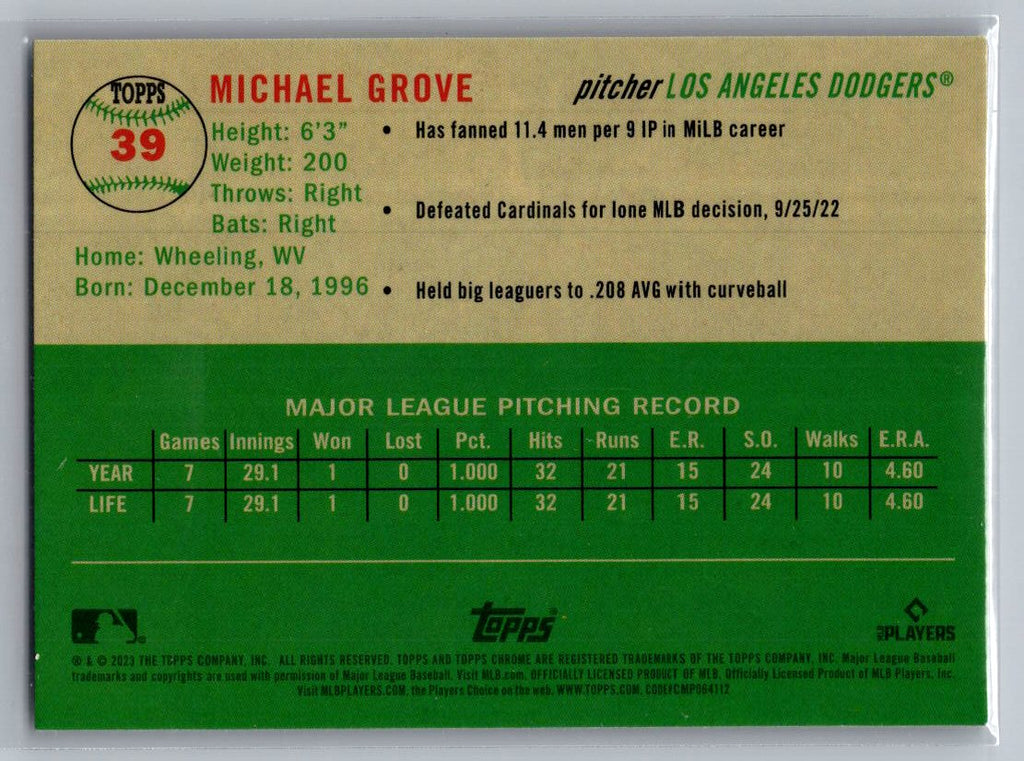 TOPPS
39
MICHAEL GROVE
pitcher LOS ANGELES DODGERS®
Height: 6'3"
Weight: 200
Throws: Right
Bats: Right
Home: Wheeling, WV
Born: December 18, 1996
• Has fanned 11.4 men per 9 IP in MiLB career
• Defeated Cardinals for lone MLB decision, 9/25/22
• Held big leaguers to .208 AVG with curveball
MAJOR LEAGUE PITCHING RECORD
Games Innings Won Lost Pct. Hits Runs E.R. S.O. Walks E.R.A.
YEAR 7 29.1 1 0 1.000 32 21 15 24 10 4.60
LIFE 7 29.1 1 0 1.000 32 21 15 24 10 4.60
Topps®
PLAYERS
® & © 2023 THE TOPPS COMPANY, INC. ALL RIGHTS RESERVED. TOPPS AND TOPPS CHROME ARE REGISTERED TRADEMARKS OF THE TOPPS COMPANY, INC. Major League Baseball
trademarks and copyrights are used with permission of Major League Baseball. Visit MLB.com. OFFICIALLY LICENSED PRODUCT OF MLB. Officially Licensed Product of MLB Players, Inc.
Visit MLBPLAYERS.COM, the Players Choice on the web. WWW.TOPPS.COM. CODE#CMP064112